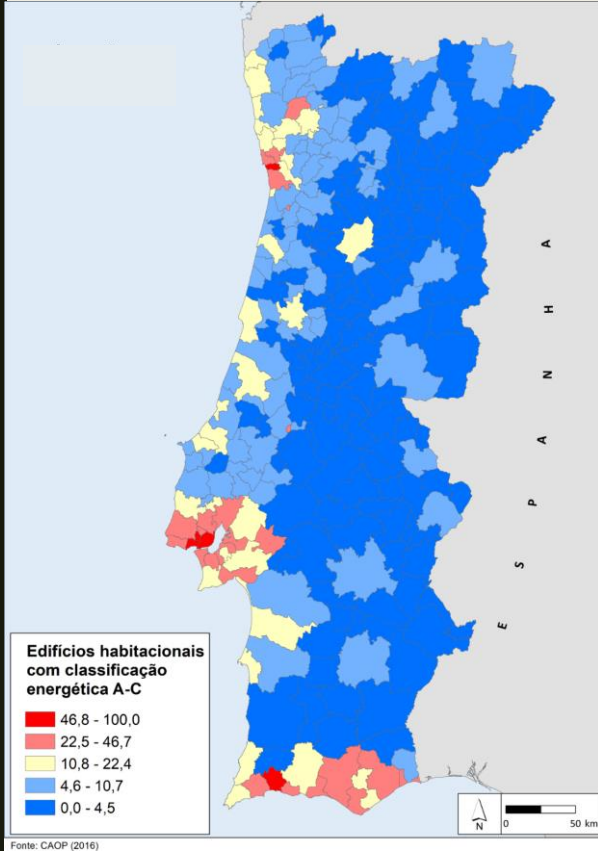 E S P A N H A
Edifícios habitacionais
com classificação
energética A-C
46,8 - 100,0
22,5 - 46,7
10,8 - 22,4
4,6 - 10,7
0,0 - 4,5
N
0 50 km
Fonte: CAOP (2016)